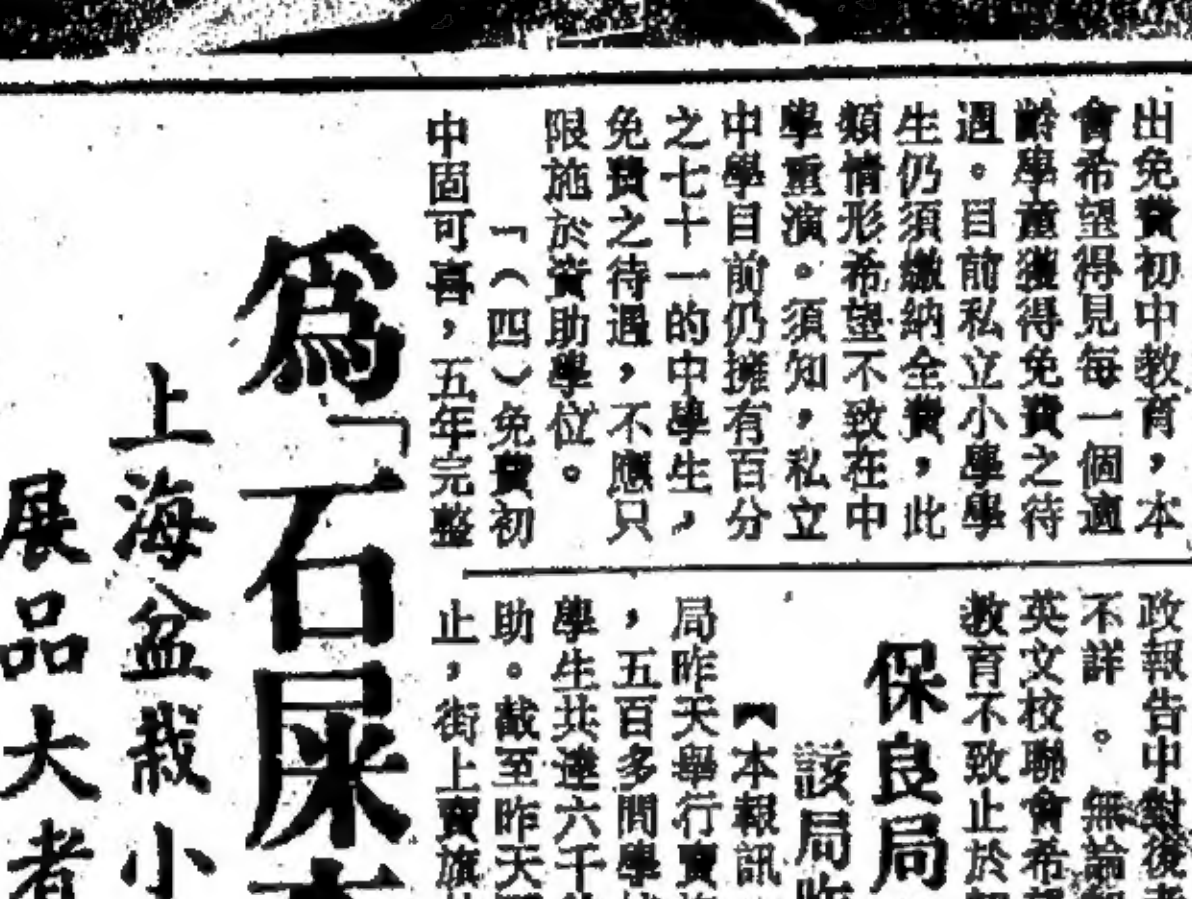 出免費初中教育，本
會希望得見每一個適
齡學童獲得免費之待
遇。目前私立小學學
生仍須繳納全費，此
類情形希望不致在中
學重演。須知，私立
中學目前仍擁有百分
之七十一的中學生，
免費之待遇，不應只
限施於資助學位。
「（四）免費初
中固可喜，五年完整
政報告中對後
不詳。無論
英文校聯會希
教育不致止於
保良局
該局昨
【本報訊
局昨天舉行賣
，五百多間學
學生共達六千
助。截至昨天
止，街上賣旗
爲「石屎
上海盆栽小
展品大者